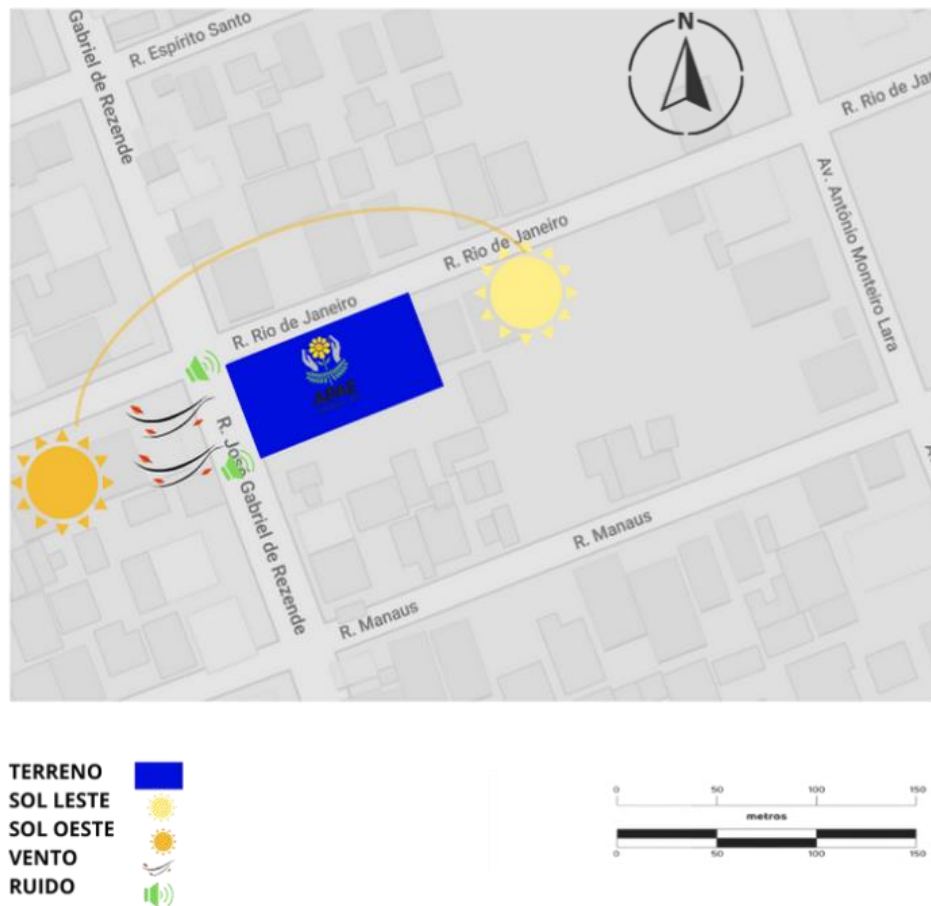 N
R. Espírito Santo
Gabriel de Rezende
R. Rio de Jan
R. Rio de Janeiro
Av. Antônio Monteiro Lara
R. Rio de Janeiro
APAE
R. José Gabriel de Rezende
A
R. Manaus
R. Manaus
TERRENO
SOL LESTE
SOL OESTE
VENTO
RUIDO
0 50 100 150
metros
0 50 100 150